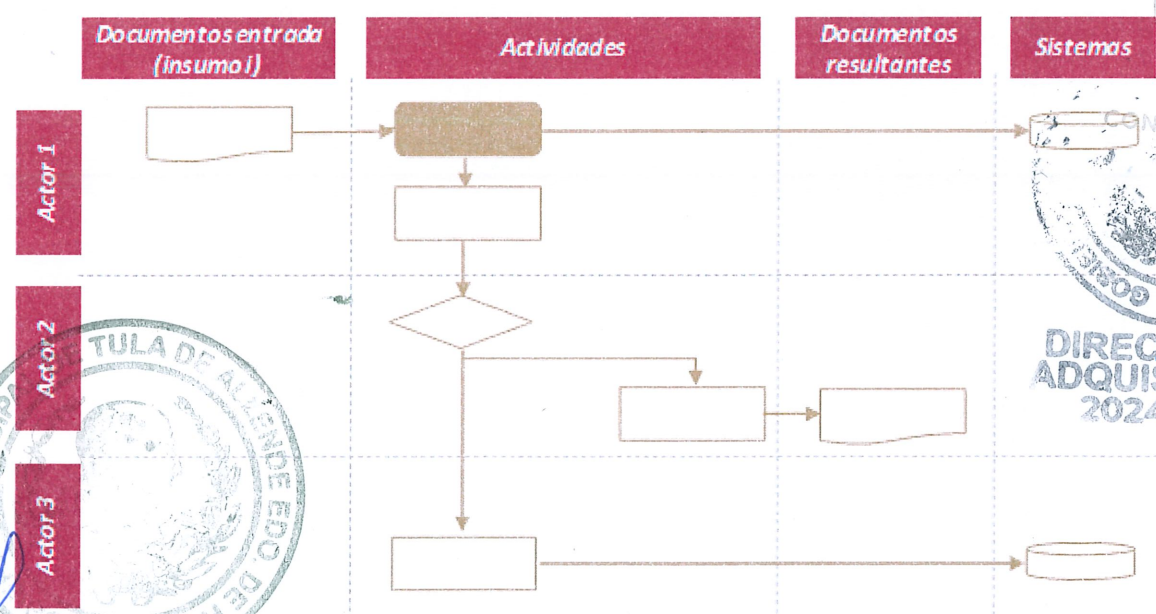 Documentos entrada
(insumo i)
Actividades
Documentos
resultantes
Sistemas
Actor 1
Actor 2
Actor 3
TULA DE ALLENDE EDO. DE
DIREC
ADQUIS
2024